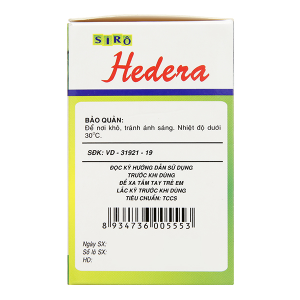 SIRÔ
Hedera
BẢO QUẢN:
Để nơi khô, tránh ánh sáng. Nhiệt độ dưới
30°C.
SĐK: VD - 31921 - 19
ĐỌC KỸ HƯỚNG DẪN SỬ DỤNG
TRƯỚC KHI DÙNG
ĐỂ XA TẦM TAY TRẺ EM
LẮC KỸ TRƯỚC KHI DÙNG
TIÊU CHUẨN: TCCS
8 934736 005553
Ngày SX:
Số lô SX:
HD: